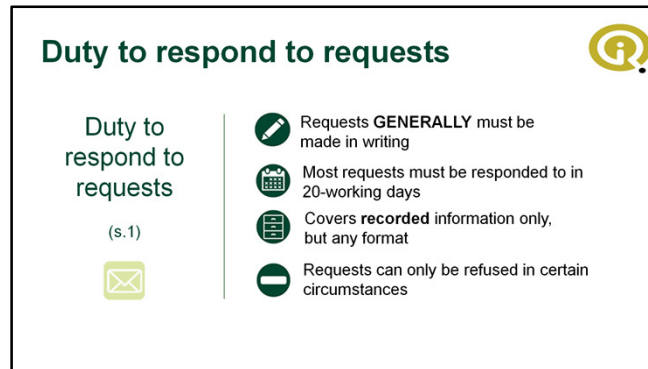 Duty to respond to requests
Duty to
respond to
requests
(s.1)
Requests GENERALLY must be
made in writing
Most requests must be responded to in
20-working days
Covers recorded information only,
but any format
Requests can only be refused in certain
circumstances